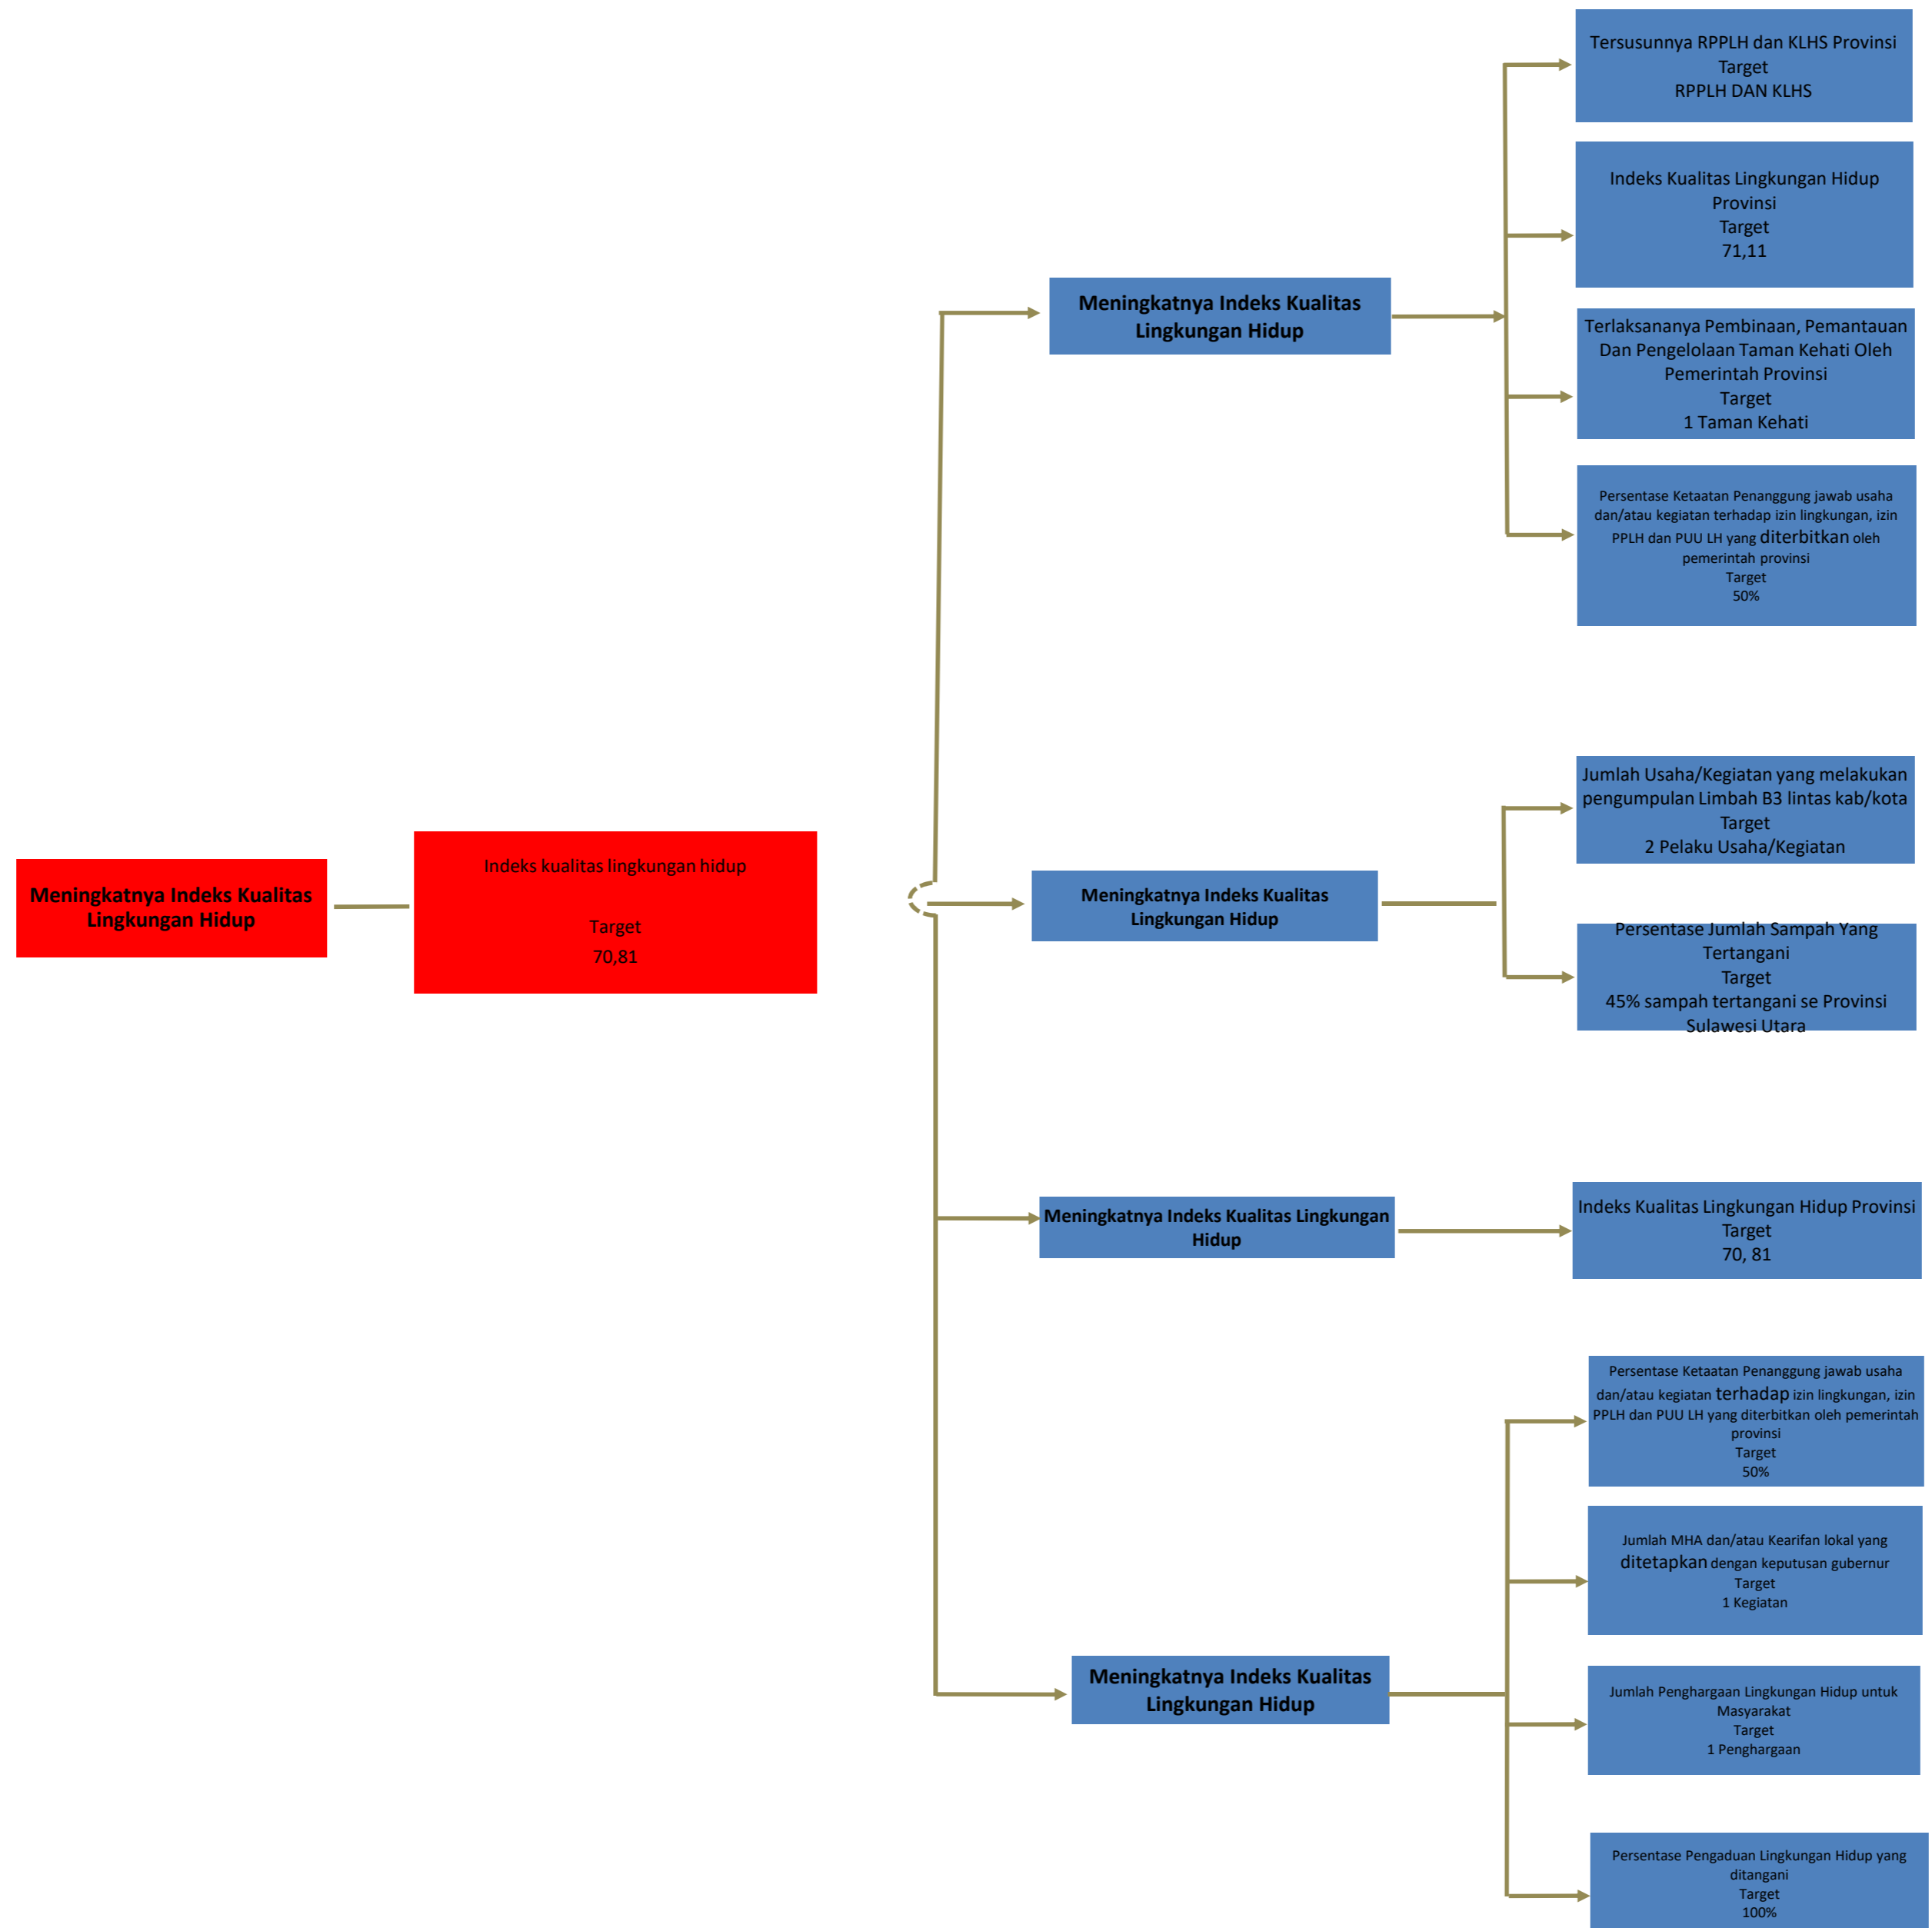 Meningkatnya Indeks Kualitas
Lingkungan Hidup
Indeks kualitas lingkungan hidup
Target
70,81
Meningkatnya Indeks Kualitas
Lingkungan Hidup
Tersusunnya RPPLH dan KLHS Provinsi
Target
RPPLH DAN KLHS
Indeks Kualitas Lingkungan Hidup
Provinsi
Target
71,11
Terlaksananya Pembinaan, Pemantauan
Dan Pengelolaan Taman Kehati Oleh
Pemerintah Provinsi
Target
1 Taman Kehati
Persentase Ketaatan Penanggung jawab usaha
dan/atau kegiatan terhadap izin lingkungan, izin
PPLH dan PUU LH yang diterbitkan oleh
pemerintah provinsi
Target
50%
Meningkatnya Indeks Kualitas
Lingkungan Hidup
Jumlah Usaha/Kegiatan yang melakukan
pengumpulan Limbah B3 lintas kab/kota
Target
2 Pelaku Usaha/Kegiatan
Persentase Jumlah Sampah Yang
Tertangani
Target
45% sampah tertangani se Provinsi
Sulawesi Utara
Meningkatnya Indeks Kualitas Lingkungan
Hidup
Indeks Kualitas Lingkungan Hidup Provinsi
Target
70, 81
Meningkatnya Indeks Kualitas
Lingkungan Hidup
Persentase Ketaatan Penanggung jawab usaha
dan/atau kegiatan terhadap izin lingkungan, izin
PPLH dan PUU LH yang diterbitkan oleh pemerintah
provinsi
Target
50%
Jumlah MHA dan/atau Kearifan lokal yang
ditetapkan dengan keputusan gubernur
Target
1 Kegiatan
Jumlah Penghargaan Lingkungan Hidup untuk
Masyarakat
Target
1 Penghargaan
Persentase Pengaduan Lingkungan Hidup yang
ditangani
Target
100%